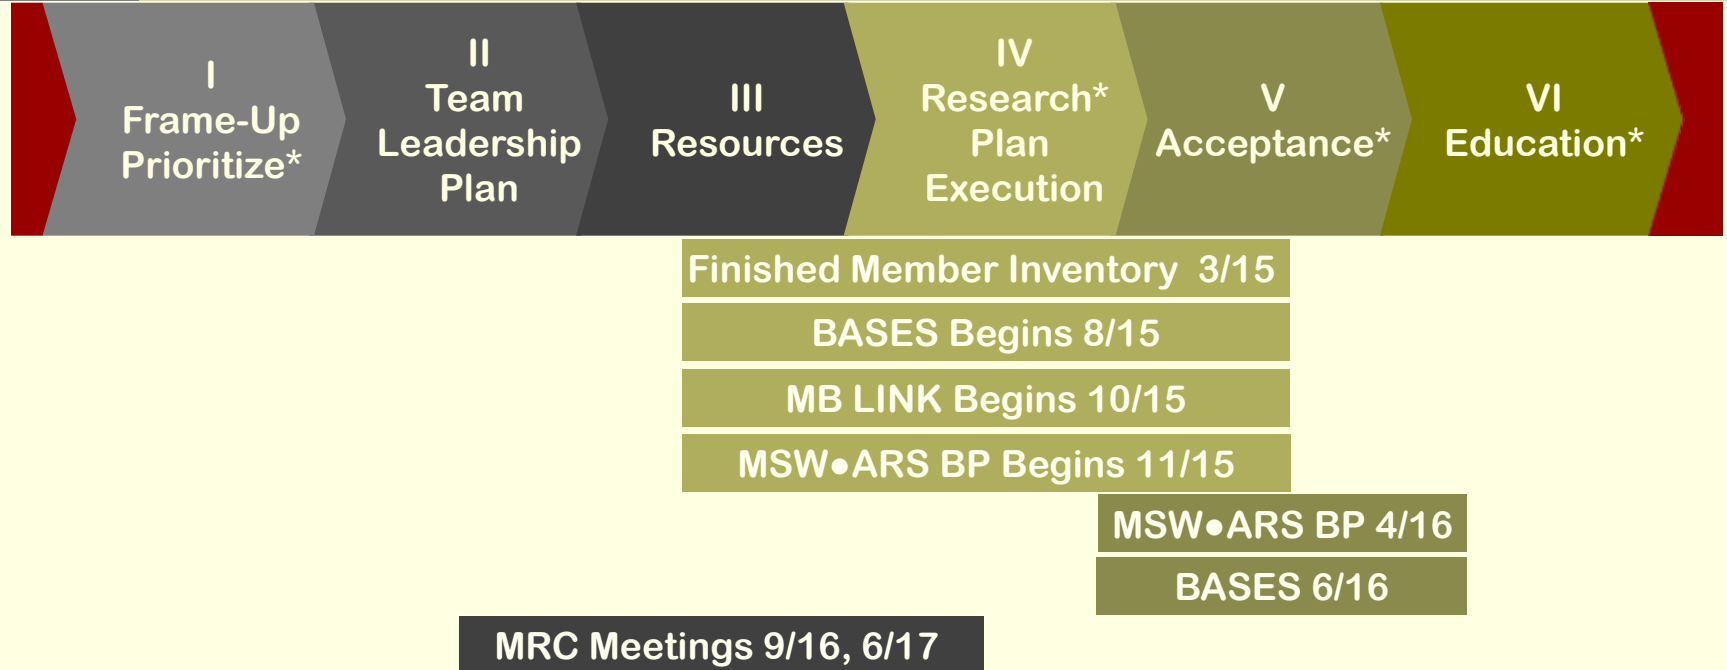 I
Frame-Up
Prioritize*
II
Team
Leadership
Plan
III
Resources
IV
Research*
Plan
Execution
V
Acceptance*
VI
Education*
Finished Member Inventory 3/15
BASES Begins 8/15
MB LINK Begins 10/15
MSW●ARS BP Begins 11/15
MSW●ARS BP 4/16
BASES 6/16
MRC Meetings 9/16, 6/17